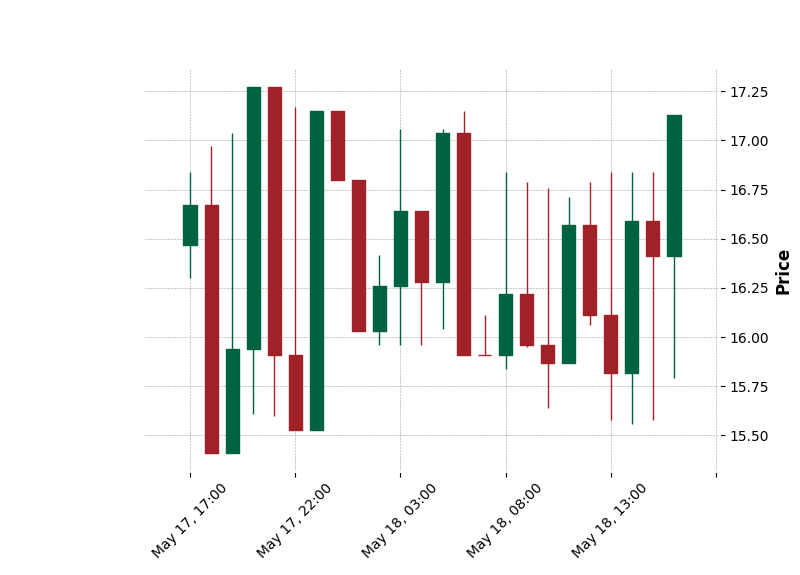 17.25
17.00
16.75
16.50
16.25
16.00
15.75
15.50
Price
May 17, 17:00
May 17, 22:00
May 18, 03:00
May 18, 08:00
May 18, 13:00